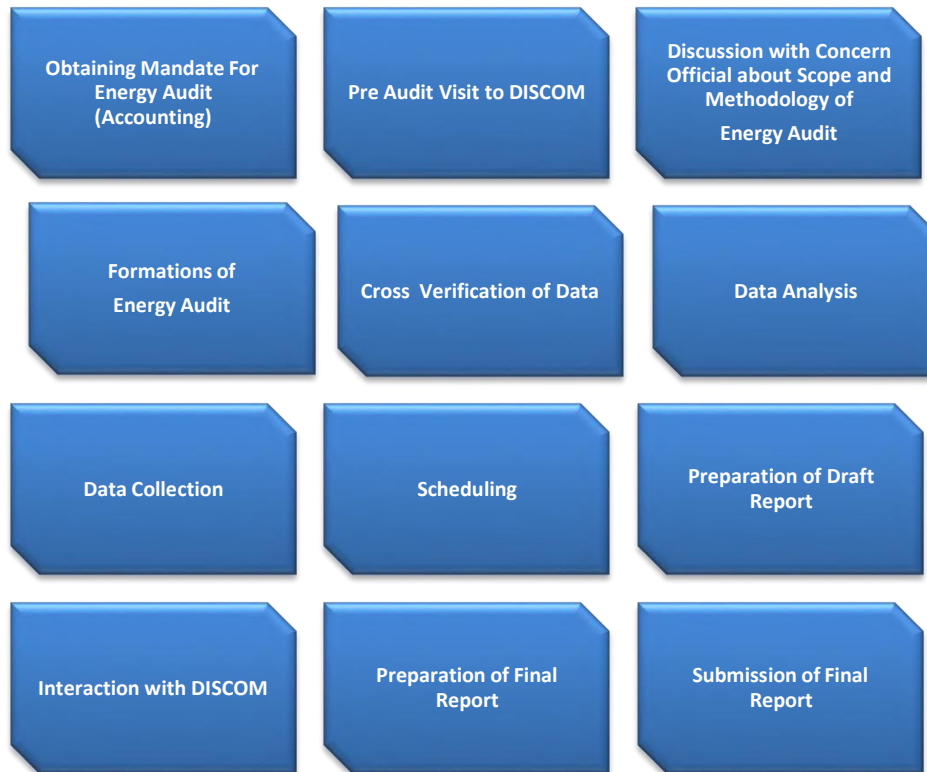 Obtaining Mandate For
Energy Audit
(Accounting)
Pre Audit Visit to DISCOM
Discussion with Concern
Official about Scope and
Methodology of
Energy Audit
Formations of
Energy Audit
Cross Verification of Data
Data Analysis
Data Collection
Scheduling
Preparation of Draft
Report
Interaction with DISCOM
Preparation of Final
Report
Submission of Final
Report